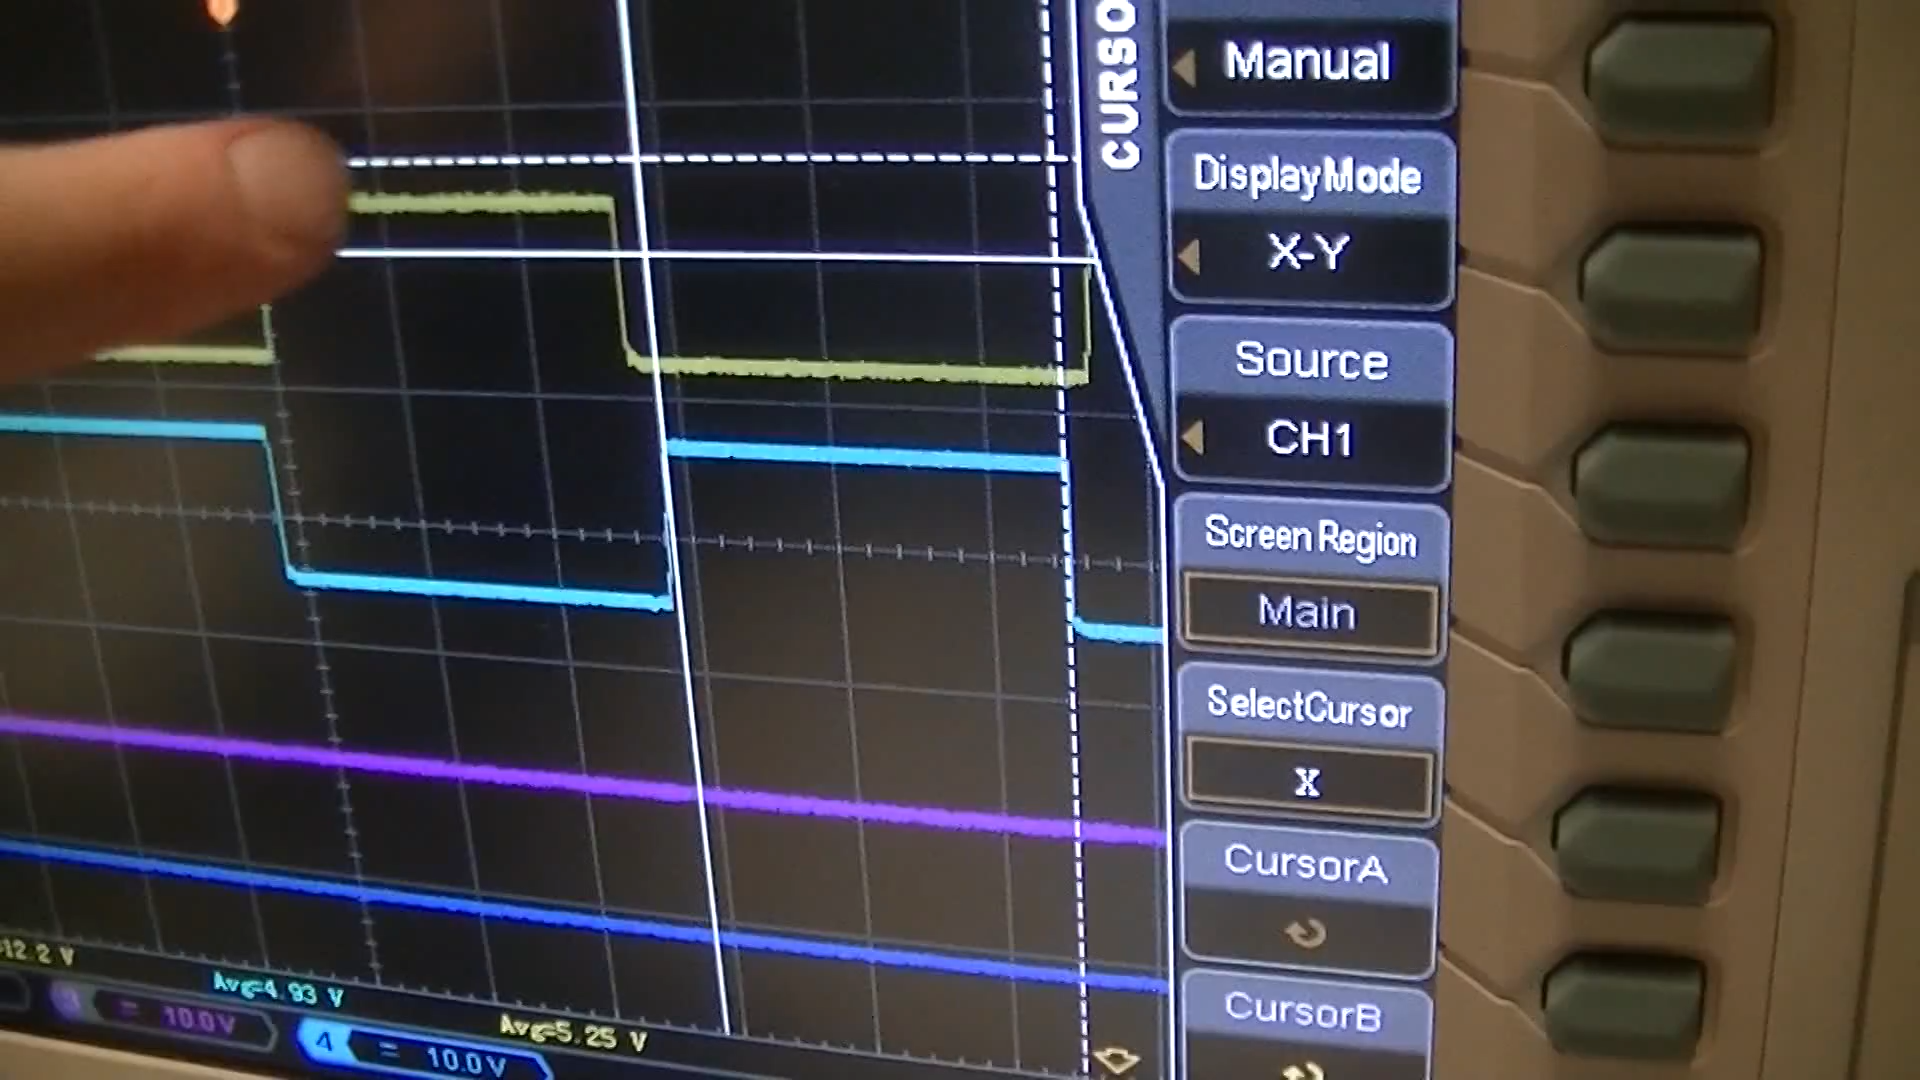 CURSO
Manual
DisplayMode
X-Y
Source
CH1
Screen Region
Main
SelectCursor
X
CursorA
CursorB
12.2 V
Avg=4.93 V
Avg=5.25 V
= 10.0V
4 = 10.0V